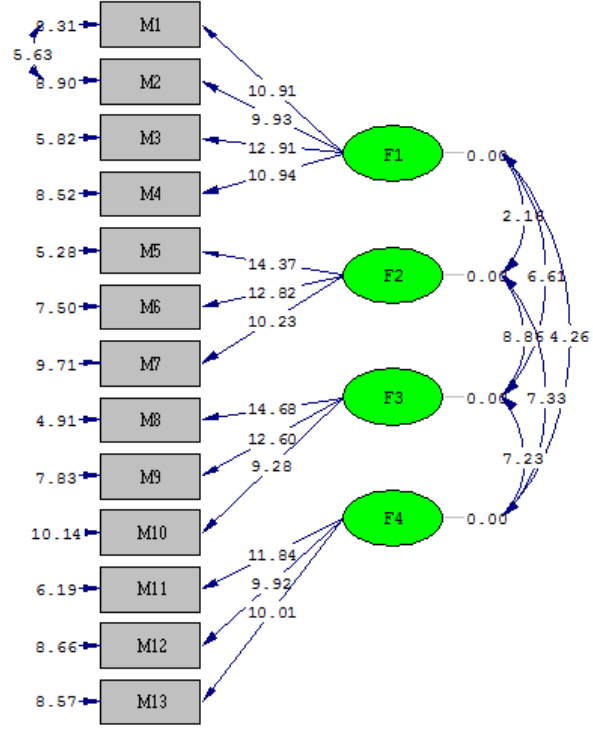 8.31 M1
5.63
8.90 M2
10.91
9.93
5.82 M3
12.91
F1 0.00
8.52 M4
10.94
2.18
5.28 M5
14.37
F2 0.00 6.61
7.50 M6
12.82
10.23
8.86 4.26
9.71 M7
F3 0.00 7.33
4.91 M8
14.68
12.60
7.23
9.28
7.83 M9
F4 0.00
10.14 M10
11.84
6.19 M11
9.92
10.01
8.66 M12
8.57 M13